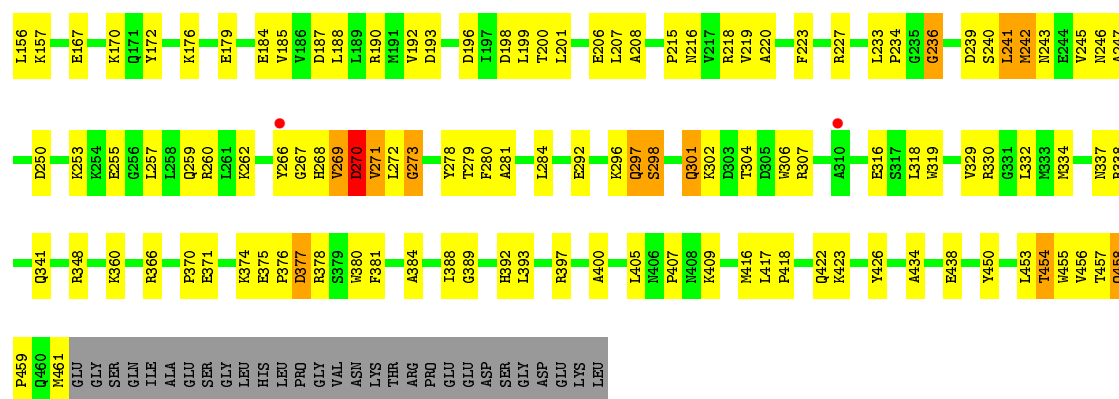 L156 K157 E167 K170 Q171 Y172 K176 E179 E184 V185 V186 D187 L188 L189 R190 M191 V192 D193 D196 I197 D198 L199 T200 L201 E206 L207 A208 P215 N216 V217 R218 V219 A220 F223 R227 L233 P234 G235 G236 D239 S240 L241 M242 N243 E244 V245 N246 A247
D250 K253 K254 E255 G256 L257 L258 Q259 R260 L261 K262 Y266 G267 H268 V269 D270 V271 L272 G273 Y278 T279 F280 A281 L284 E292 K296 Q297 S298 Q301 K302 D303 T304 D305 W306 R307 A310 E316 S317 L318 W319 V329 R330 G331 L332 M333 M334 N337
Q341 R348 K360 R366 P370 E371 K374 E375 P376 D377 R378 S379 W380 F381 A384 I388 G389 H392 L393 R397 A400 L405 N406 P407 N408 K409 M416 L417 P418 Q422 K423 Y426 A434 E438 Y450 L453 T454 W455 V456 T457
P459 Q460 M461 GLU GLY SER GLN ILE ALA GLU SER GLY LEU HIS LEU PRO GLY VAL ASN LYS THR ARG PRO GLU GLU ASP SER GLY ASP GLU LYS LEU